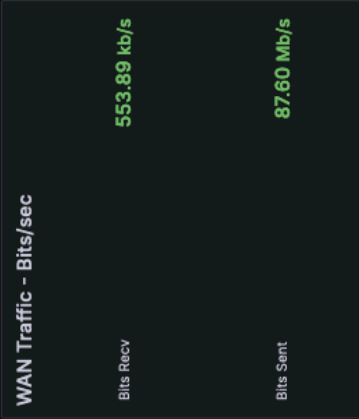 WAN Traffic - Bits/sec
Bits Recv 553.89 kb/s
Bits Sent 87.60 Mb/s